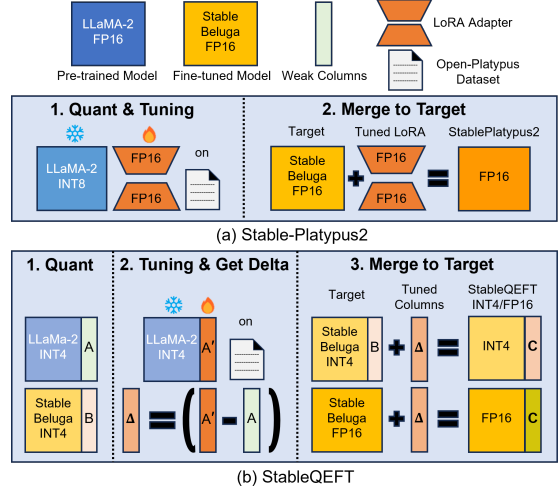 LLaMA-2
FP16
Pre-trained Model
Stable
Beluga
FP16
Fine-tuned Model
Weak Columns
LoRA Adapter
Open-Platypus
Dataset
1. Quant & Tuning
LLaMA-2
INT8
FP16
FP16
on
2. Merge to Target
Target
Tuned LoRA
StablePlatypus2
Stable
Beluga
FP16
FP16
FP16
FP16
(a) Stable-Platypus2
1. Quant
LLaMa-2
INT4
A
Stable
Beluga
INT4
B
2. Tuning & Get Delta
LLaMA-2
INT4
A′
on
Δ = ( A′ - A )
3. Merge to Target
Target
Tuned
Columns
StableQEFT
INT4/FP16
Stable
Beluga
INT4
B
+ Δ =
INT4
C
Stable
Beluga
FP16
+ Δ =
FP16
C
(b) StableQEFT